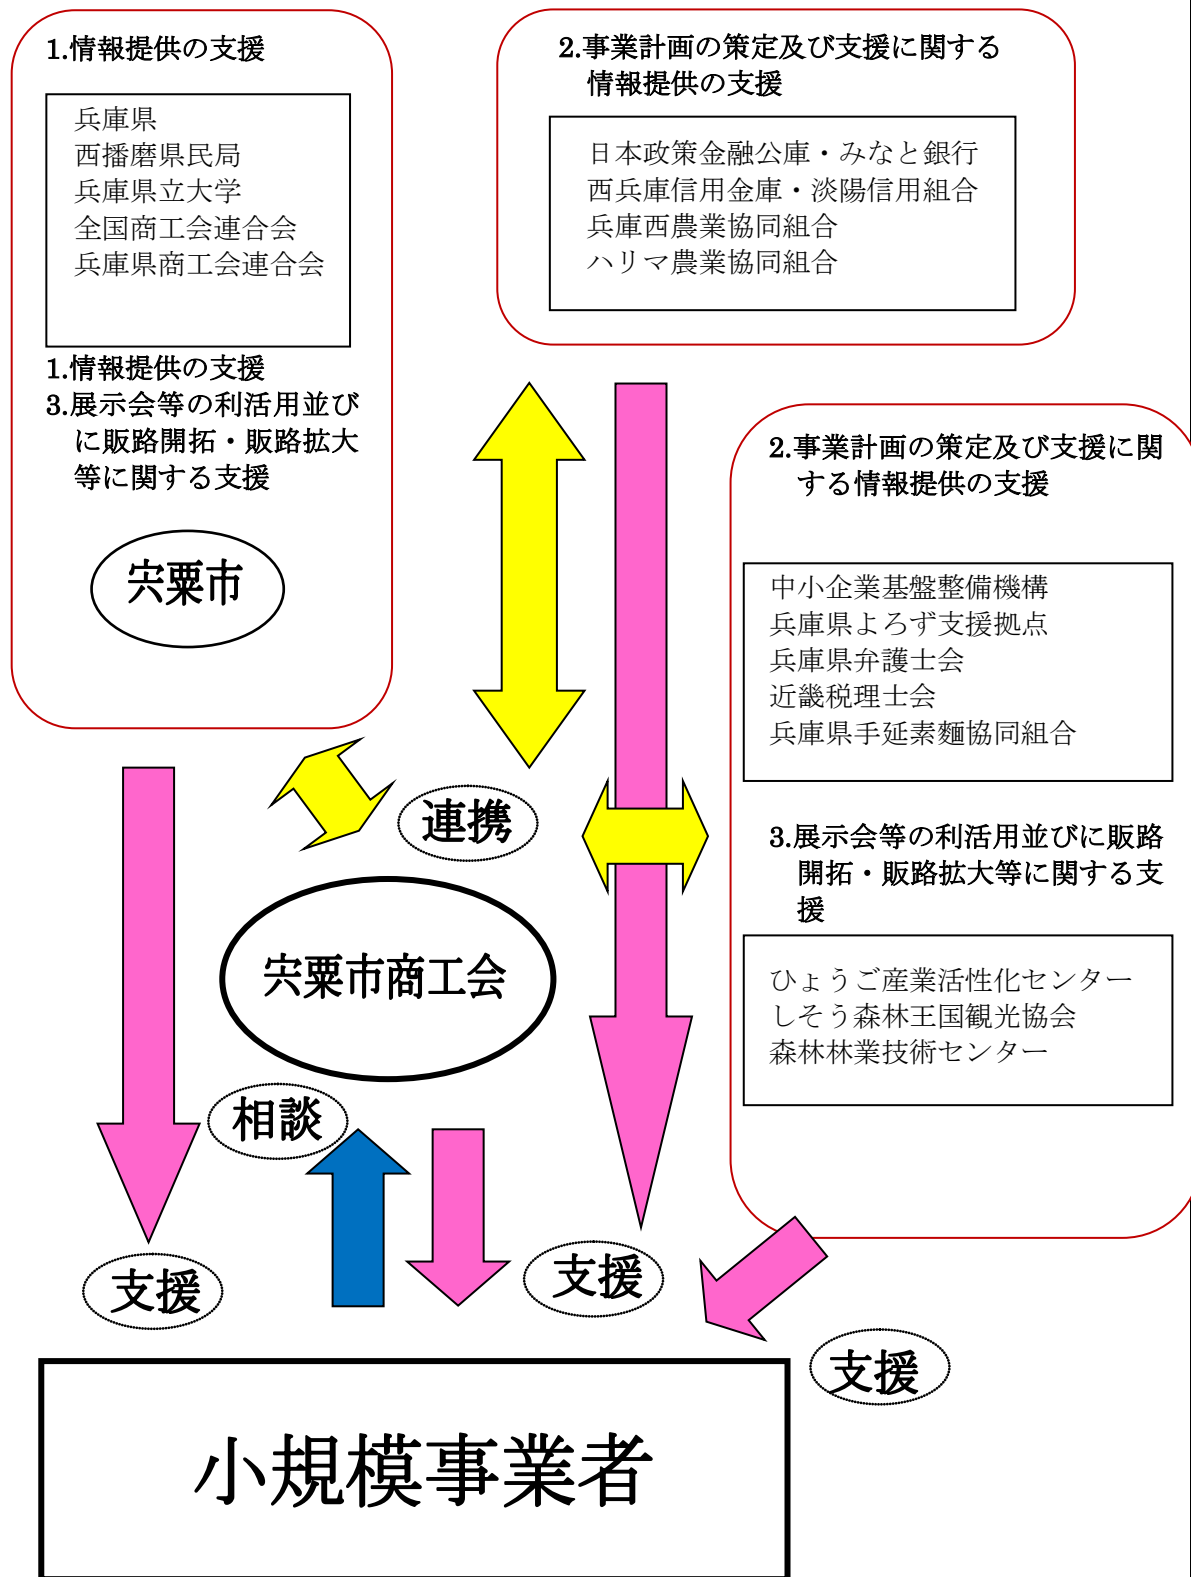 1.情報提供の支援
兵庫県
西播磨県民局
兵庫県立大学
全国商工会連合会
兵庫県商工会連合会
1.情報提供の支援
3.展示会等の利活用並び
に販路開拓・販路拡大
等に関する支援
宍粟市
2.事業計画の策定及び支援に関する
情報提供の支援
日本政策金融公庫・みなと銀行
西兵庫信用金庫・淡陽信用組合
兵庫西農業協同組合
ハリマ農業協同組合
2.事業計画の策定及び支援に関
する情報提供の支援
中小企業基盤整備機構
兵庫県よろず支援拠点
兵庫県弁護士会
近畿税理士会
兵庫県手延素麺協同組合
3.展示会等の利活用並びに販路
開拓・販路拡大等に関する支
援
ひょうご産業活性化センター
しそう森林王国観光協会
森林林業技術センター
連携
宍粟市商工会
相談
支援
支援
支援
小規模事業者